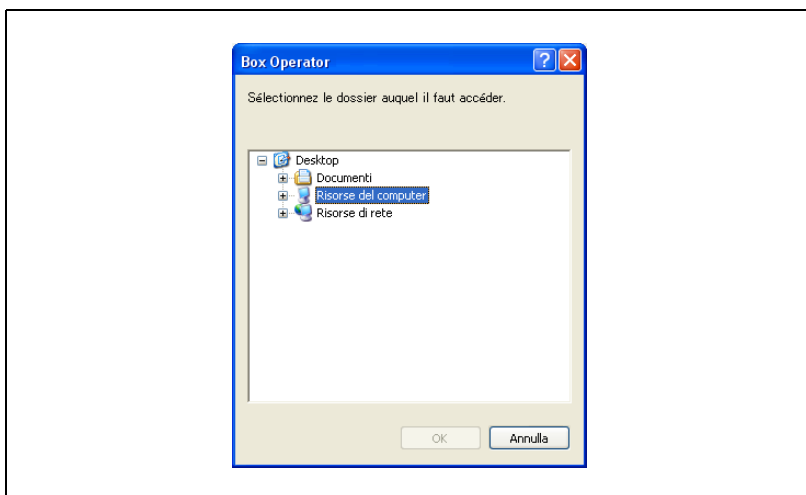 Box Operator
Sélectionnez le dossier auquel il faut accéder.
Desktop
Documenti
Risorse del computer
Risorse di rete
OK Annulla